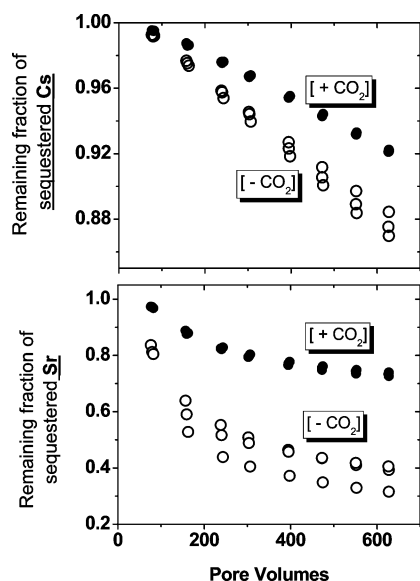 Remaining fraction of
sequestered Cs
1.00
0.96
0.92
0.88
[ + CO₂]
[ - CO₂]
Remaining fraction of
sequestered Sr
1.0
0.8
0.6
0.4
0.2
[ + CO₂]
[ - CO₂]
0 200 400 600
Pore Volumes